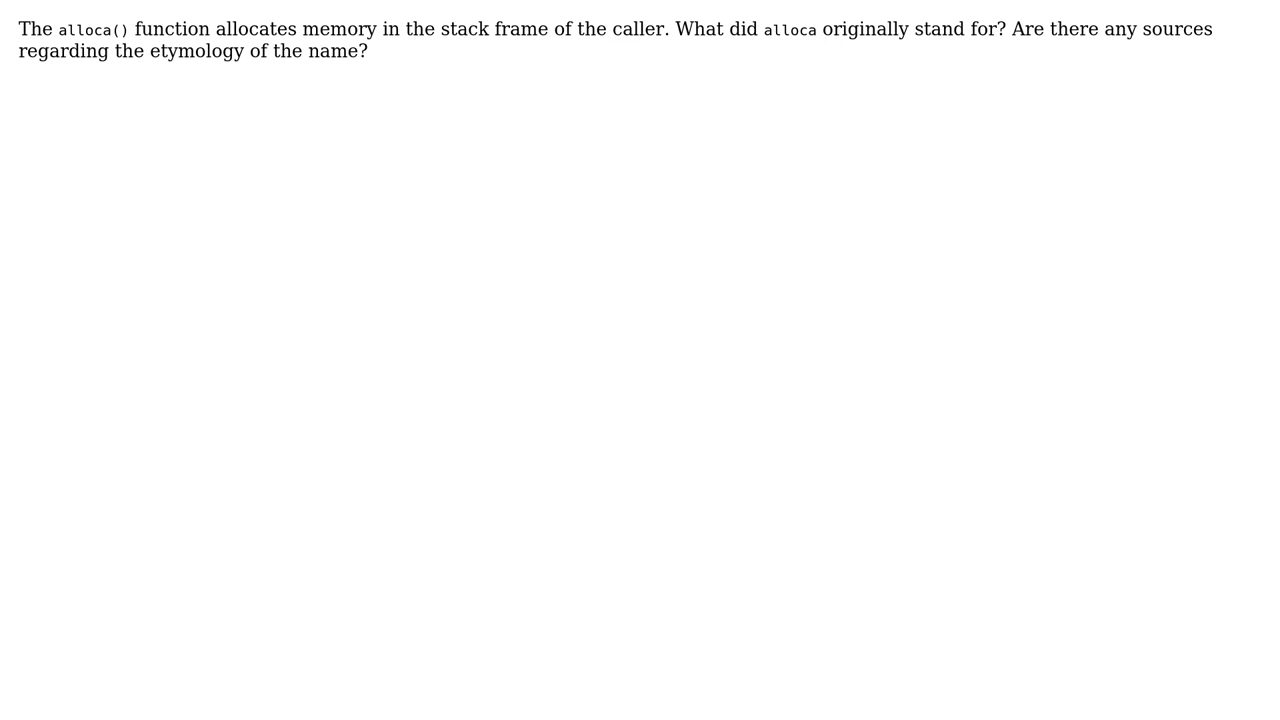 The alloca() function allocates memory in the stack frame of the caller. What did alloca originally stand for? Are there any sources
regarding the etymology of the name?